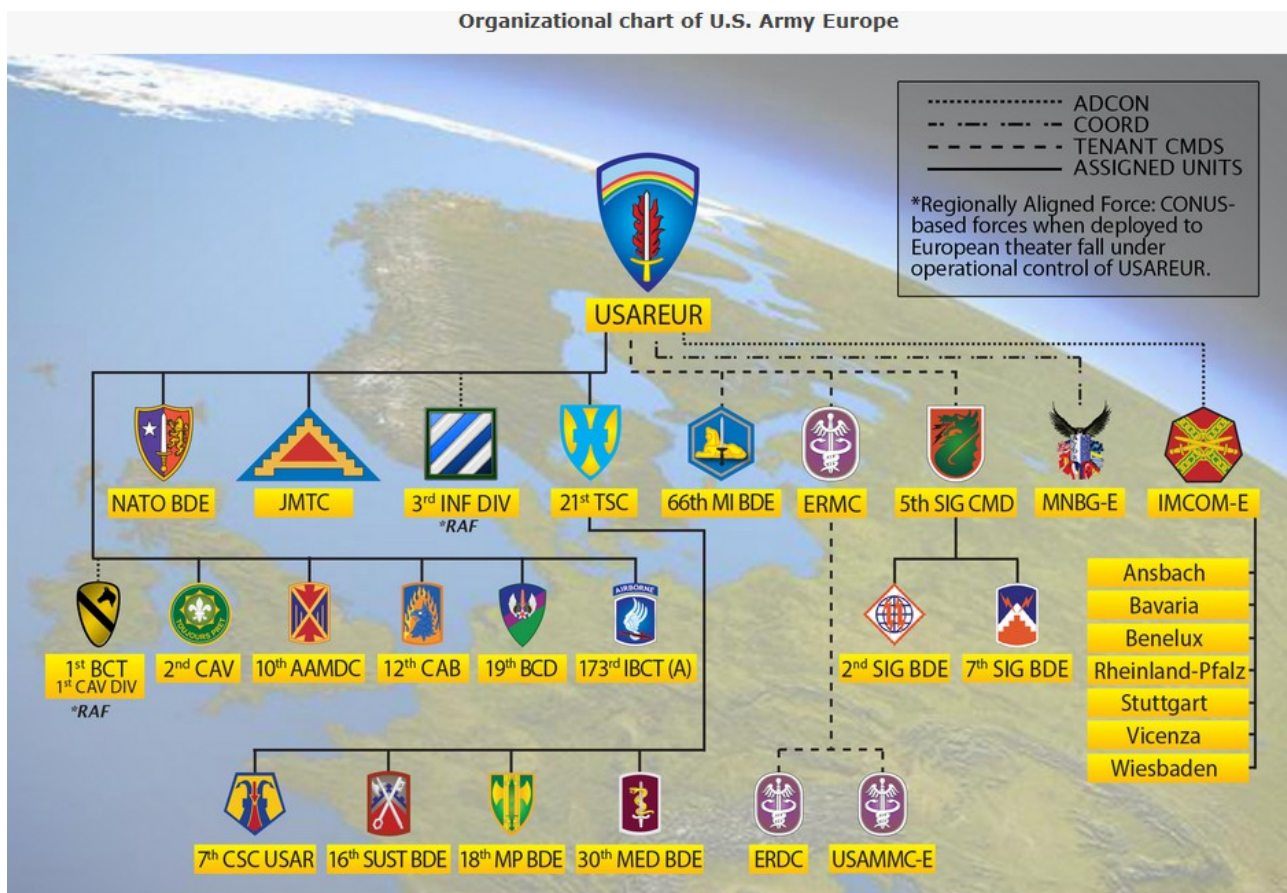 Organizational chart of U.S. Army Europe
ADCON
COORD
TENANT CMDS
ASSIGNED UNITS
*Regionally Aligned Force: CONUS-
based forces when deployed to
European theater fall under
operational control of USAREUR.
USAREUR
NATO BDE
JMTC
3rd INF DIV
*RAF
21st TSC
66th MI BDE
ERMC
5th SIG CMD
MNBG-E
IMCOM-E
TOUJOURS PRET
AIRBORNE
1st BCT
1st CAV DIV
*RAF
2nd CAV
10th AAMDC
12th CAB
19th BCD
173rd IBCT (A)
2nd SIG BDE
7th SIG BDE
Ansbach
Bavaria
Benelux
Rheinland-Pfalz
Stuttgart
Vicenza
Wiesbaden
7th CSC USAR
16th SUST BDE
18th MP BDE
30th MED BDE
ERDC
USAMMC-E